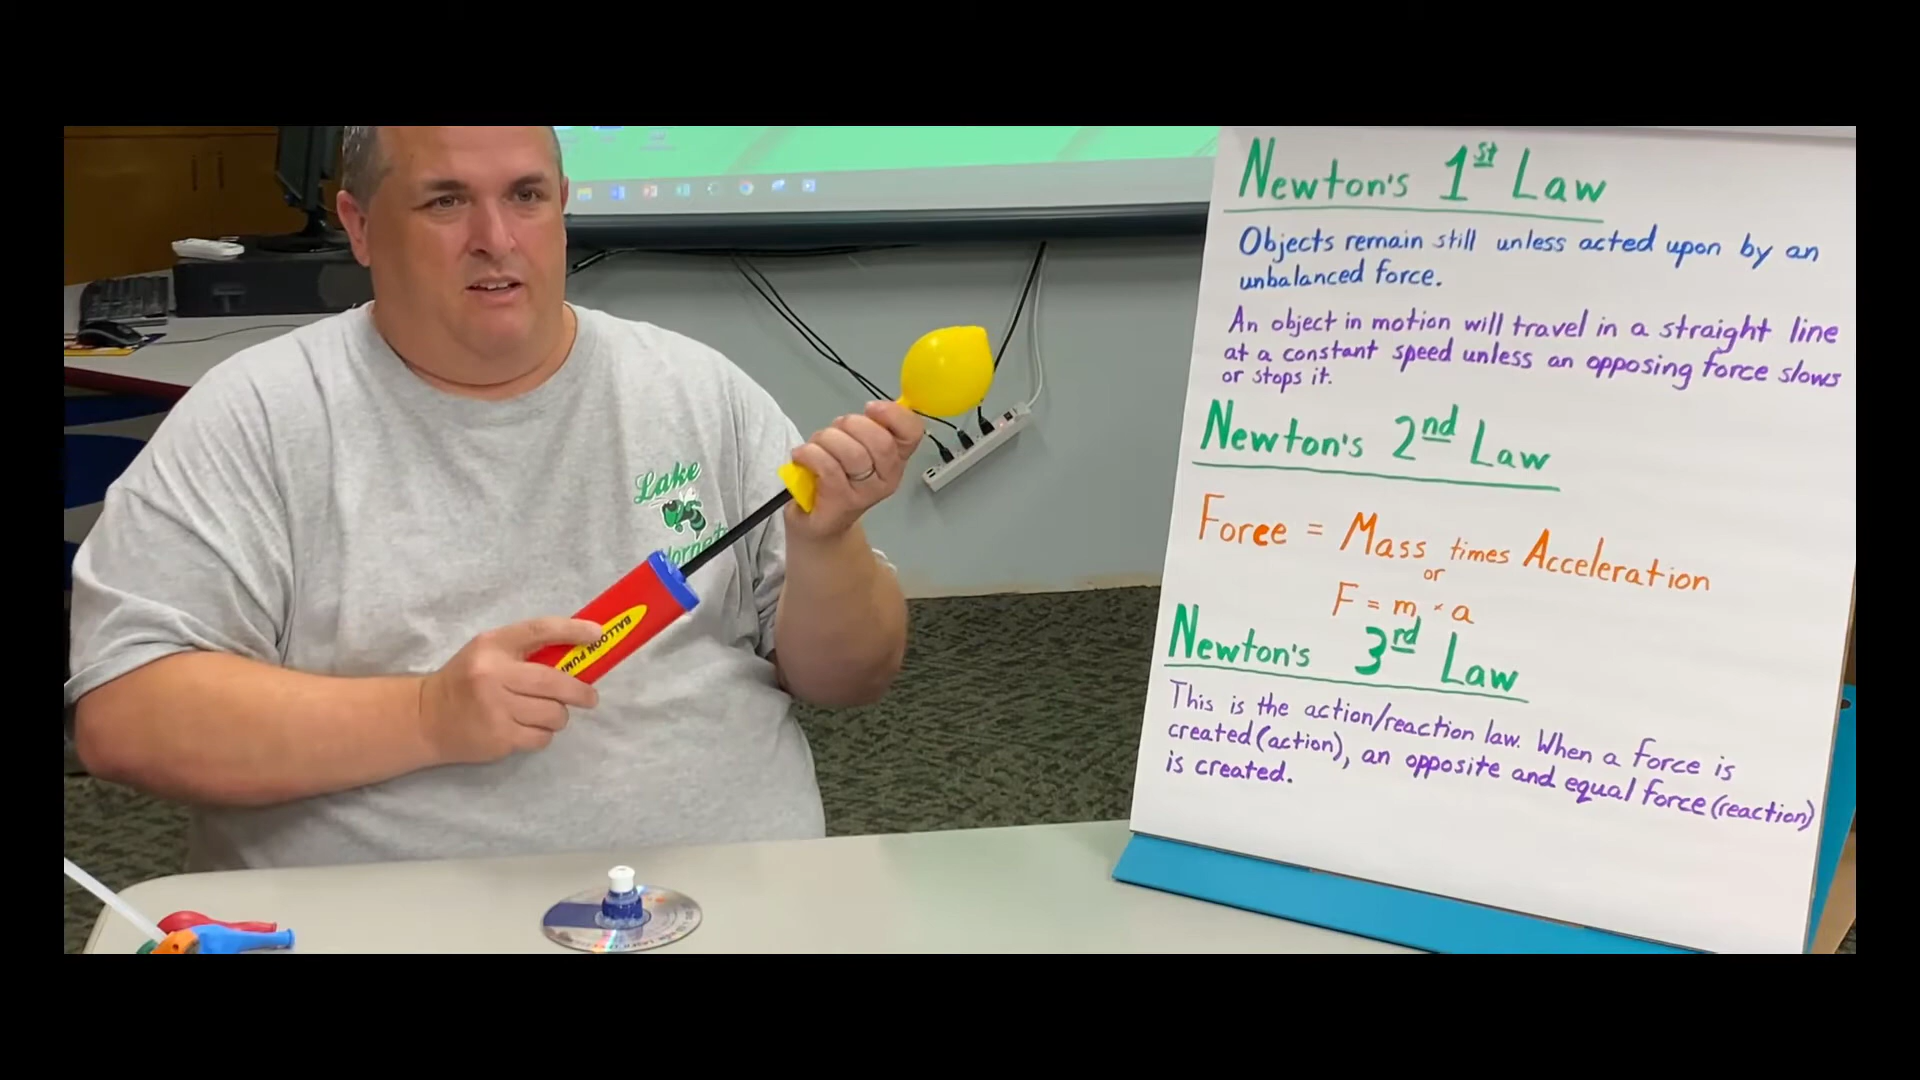 Lake
Hornets
BALLOON PUMP
Newton's 1st Law
Objects remain still unless acted upon by an
unbalanced force.
An object in motion will travel in a straight line
at a constant speed unless an opposing force slows
or stops it.
Newton's 2nd Law
Force = Mass times Acceleration
or
F = m × a
Newton's 3rd Law
This is the action/reaction law. When a force is
created (action), an opposite and equal force (reaction)
is created.